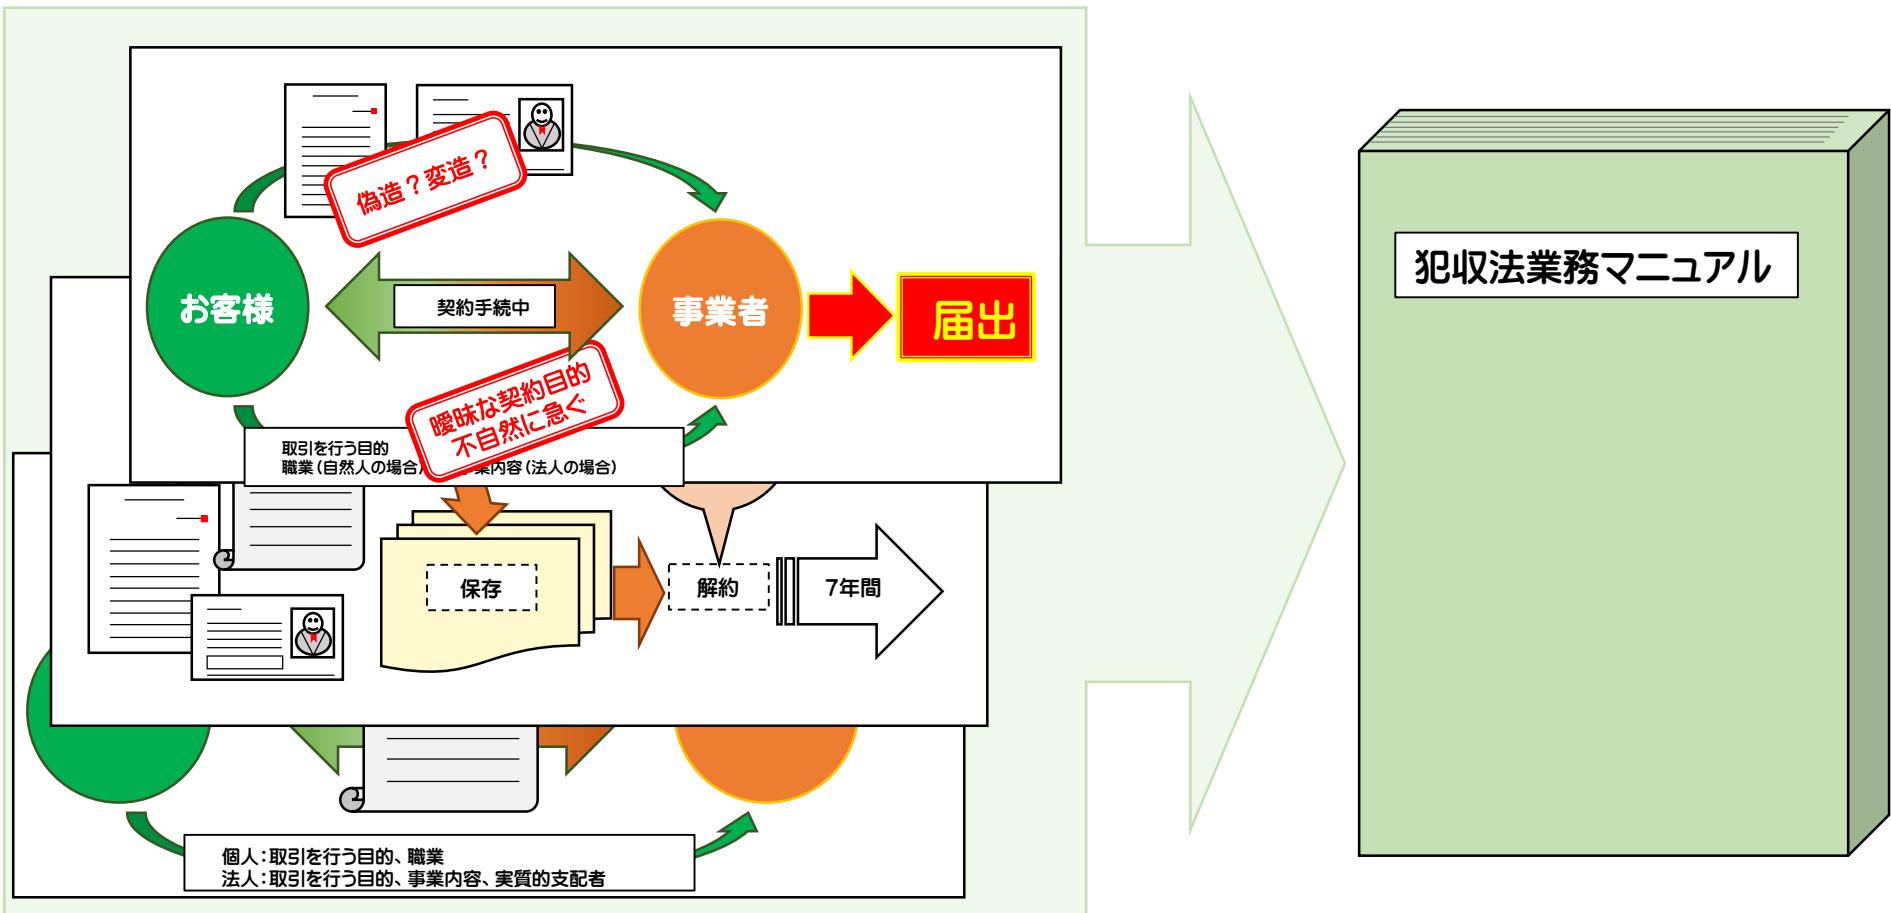 偽造？変造？
お客様
契約手続中
事業者
届出
曖昧な契約目的
不自然に急ぐ
取引を行う目的
職業（自然人の場合）
業内容（法人の場合）
保存
解約
7年間
個人：取引を行う目的、職業
法人：取引を行う目的、事業内容、実質的支配者
犯収法業務マニュアル